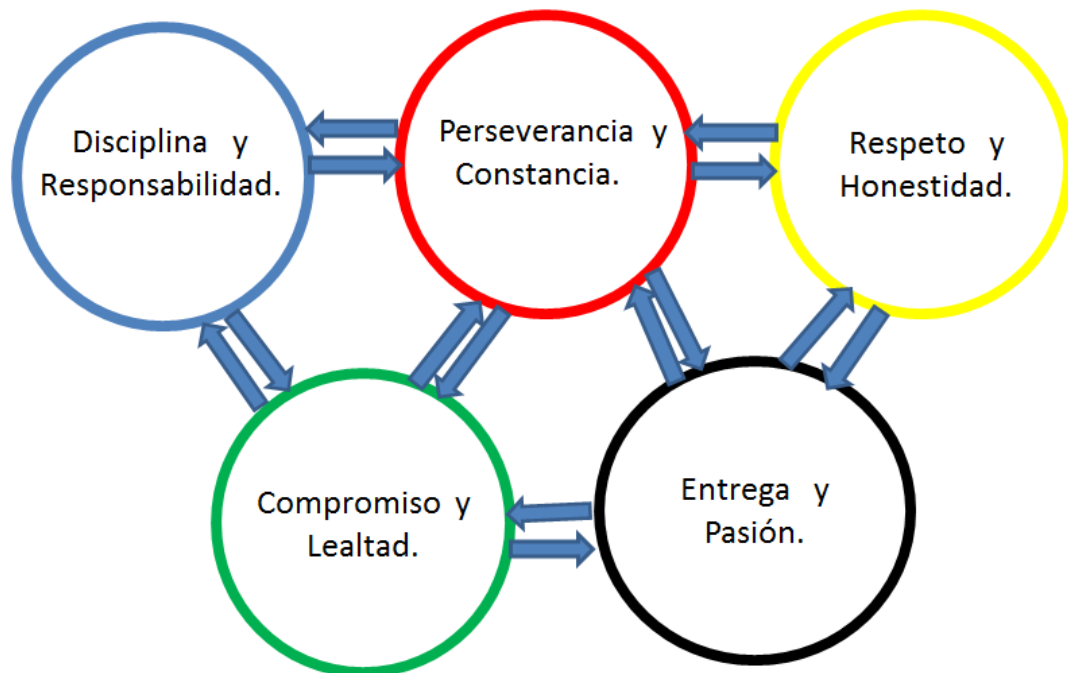 Disciplina y
Responsabilidad.
Perseverancia y
Constancia.
Respeto y
Honestidad.
Compromiso y
Lealtad.
Entrega y
Pasión.